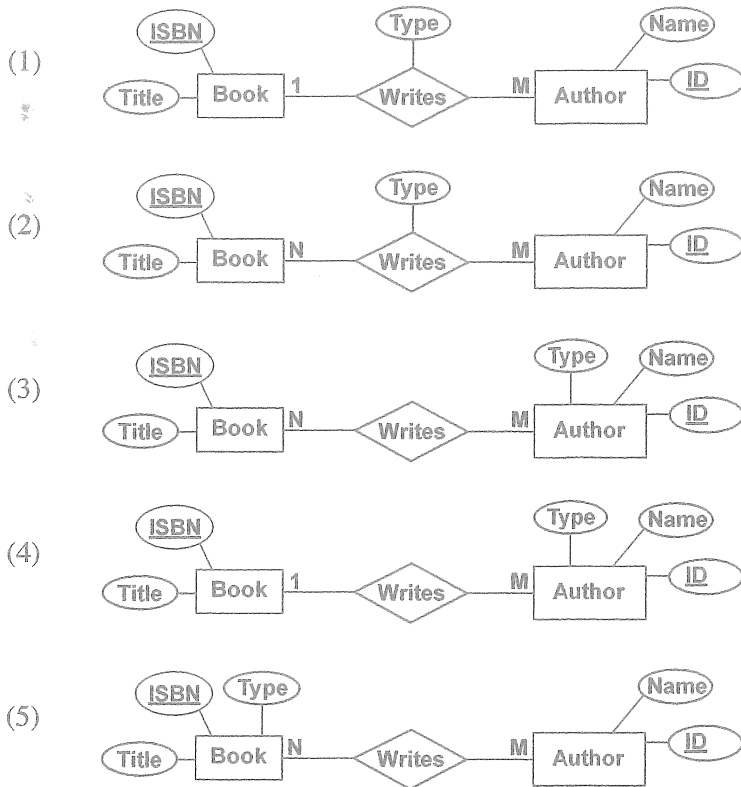 ISBN Type Name
(1) Title Book 1 Writes M Author ID
ISBN Type Name
(2) Title Book N Writes M Author ID
ISBN Type Name
(3) Title Book N Writes M Author ID
ISBN Type Name
(4) Title Book 1 Writes M Author ID
ISBN Type Name
(5) Title Book N Writes M Author ID